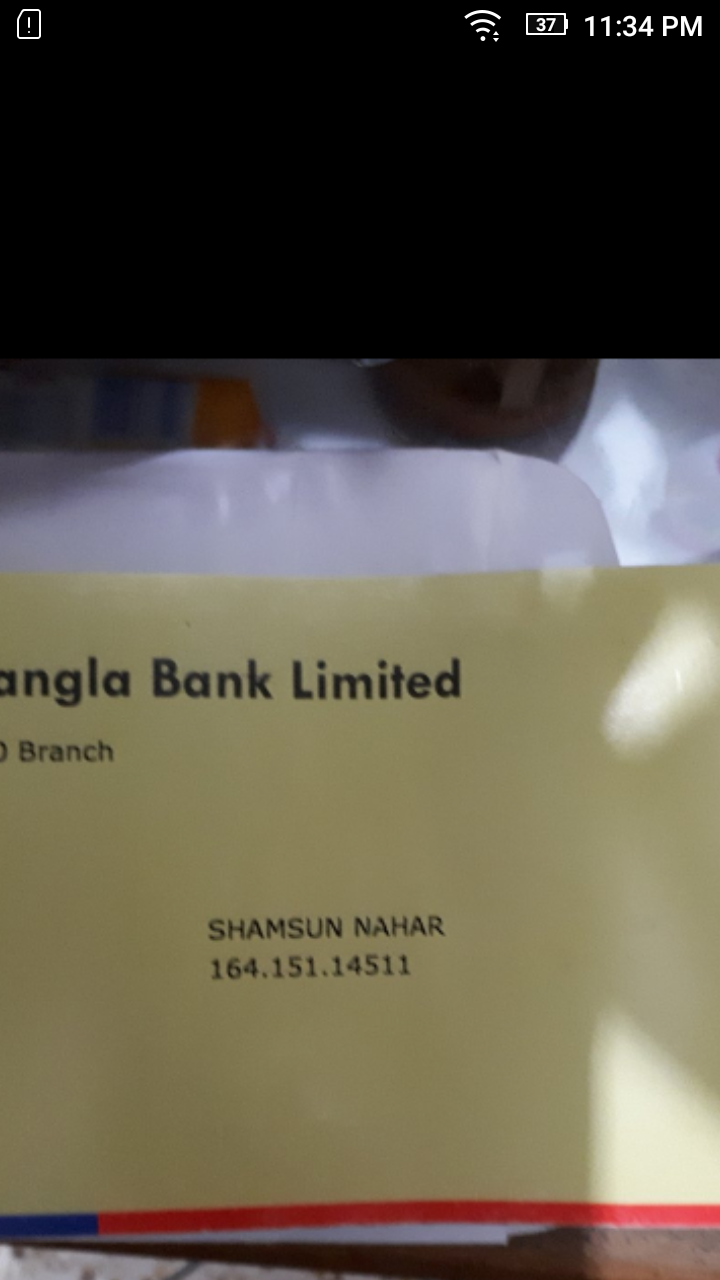 37 11:34 PM
angla Bank Limited
Branch
SHAMSUN NAHAR
164.151.14511